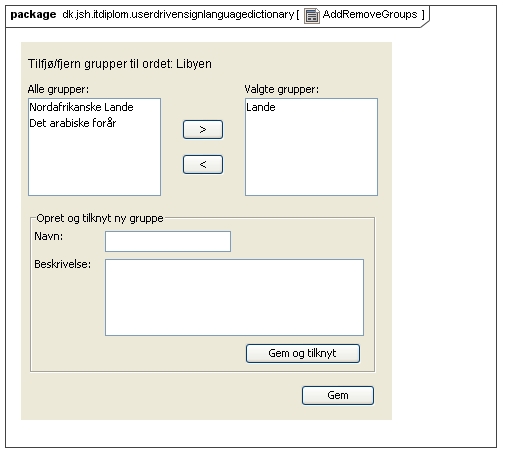 package dk.jsh.itdiplom.userdrivensignlanguagedictionary [ AddRemoveGroups ]
Tilfjø/fjern grupper til ordet: Libyen
Alle grupper: Valgte grupper:
Nordafrikanske Lande Lande
Det arabiske forår
>
<
Opret og tilknyt ny gruppe
Navn:
Beskrivelse:
Gem og tilknyt
Gem